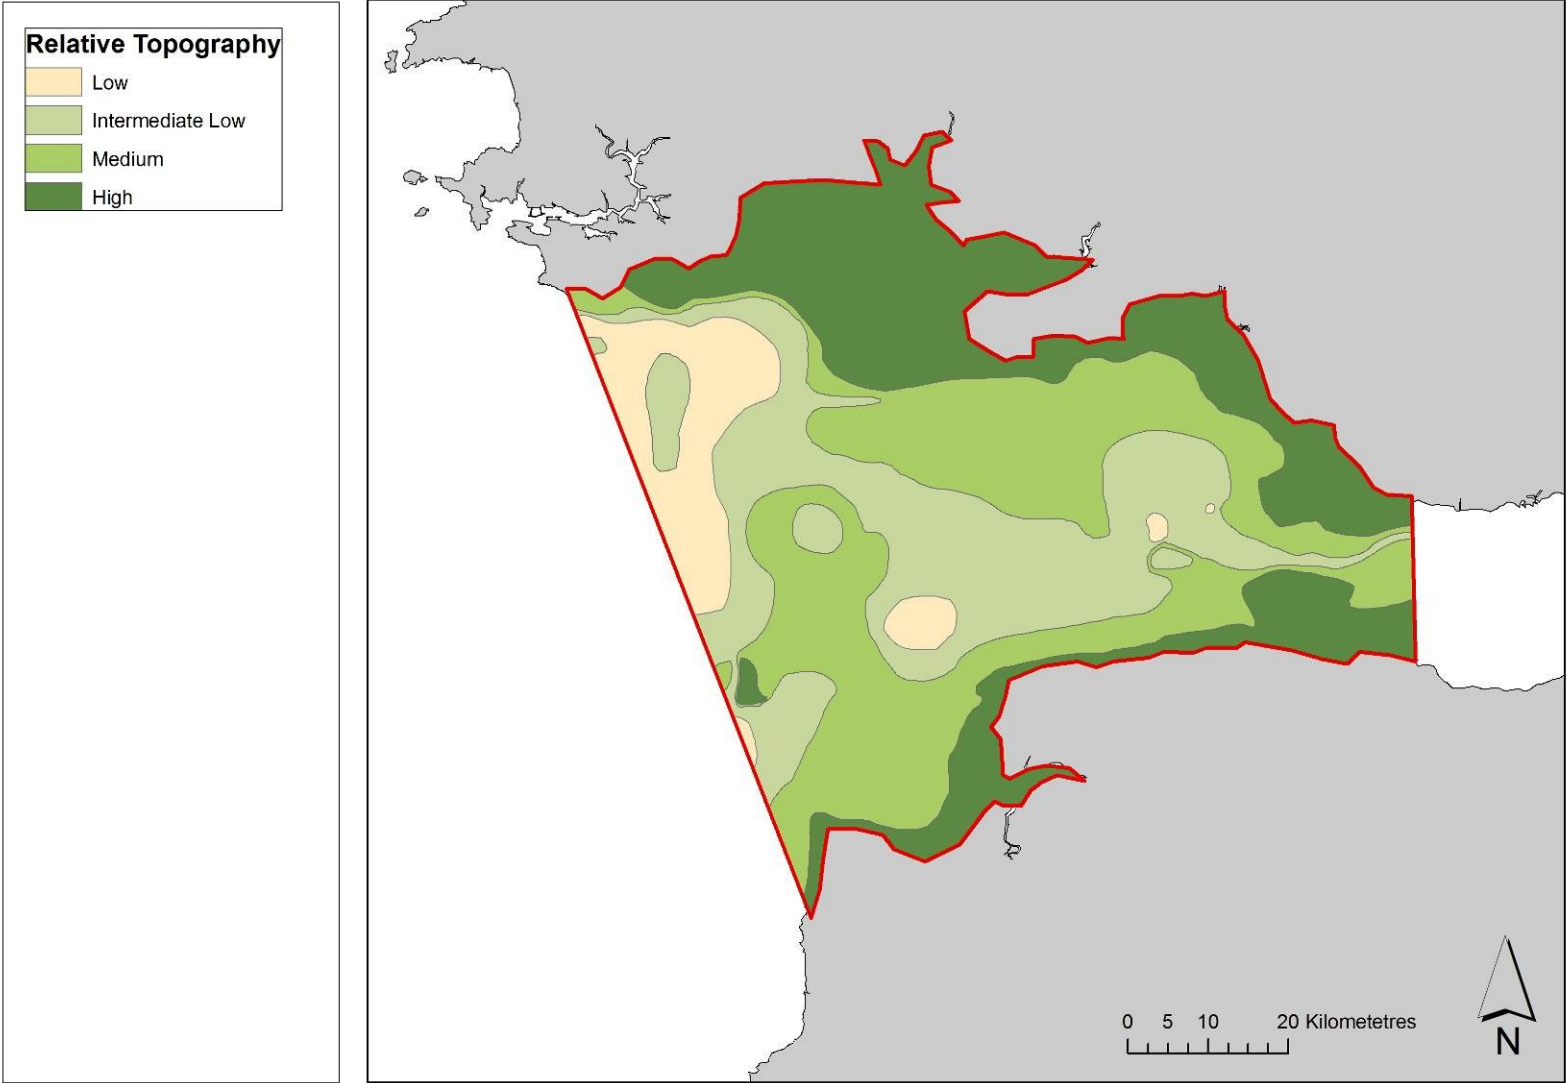 Relative Topography
Low
Intermediate Low
Medium
High
0 5 10 20 Kilometetres
N